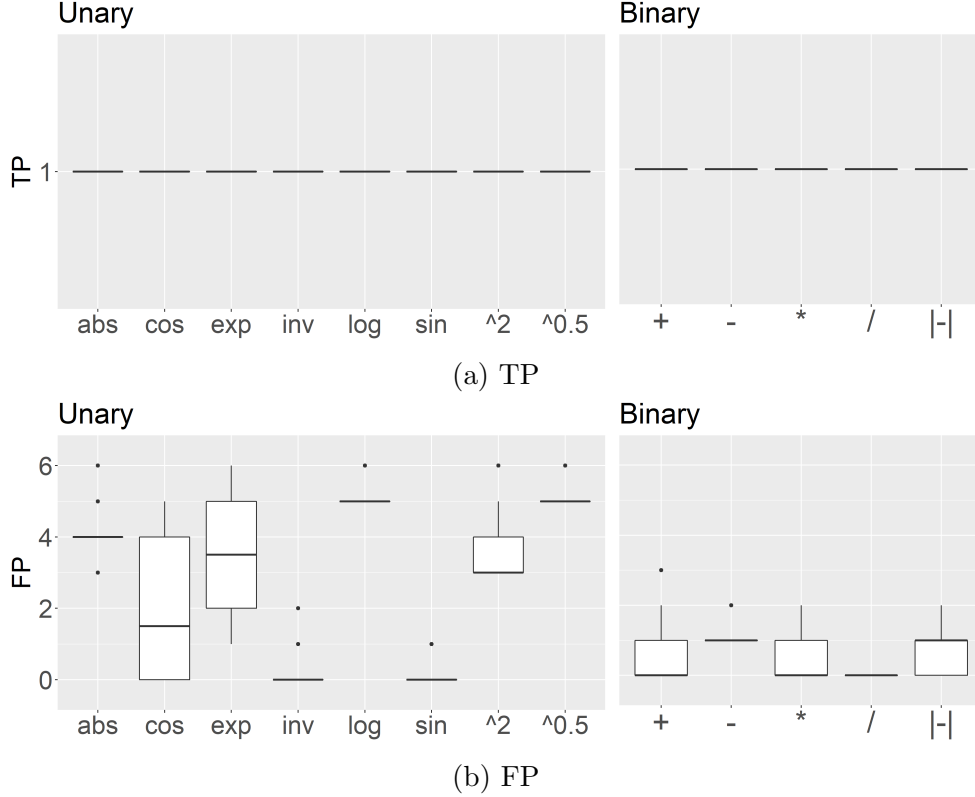 Unary Binary
TP
1
abs cos exp inv log sin ^2 ^0.5 + - * / |-|
(a) TP
Unary Binary
6
4
FP
2
0
abs cos exp inv log sin ^2 ^0.5 + - * / |-|
(b) FP